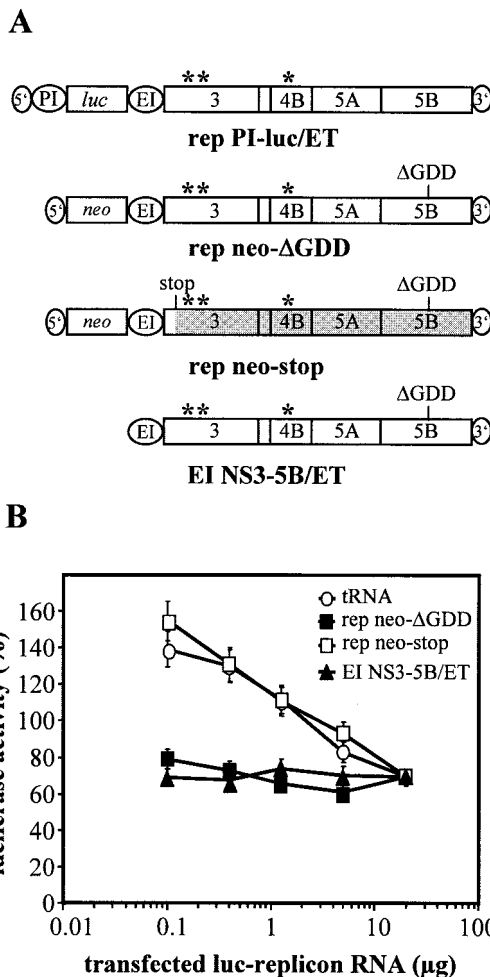 A
** *
5' PI luc EI 3 4B 5A 5B 3'
rep PI-luc/ET
ΔGDD
** *
5' neo EI 3 4B 5A 5B 3'
rep neo-ΔGDD
stop ΔGDD
** *
5' neo EI 3 4B 5A 5B 3'
rep neo-stop
ΔGDD
** *
EI 3 4B 5A 5B 3'
EI NS3-5B/ET
B
luciferase activity (%)
160
140
120
100
80
60
40
20
0
tRNA
rep neo-ΔGDD
rep neo-stop
EI NS3-5B/ET
0.01 0.1 1 10 100
transfected luc-replicon RNA (µg)